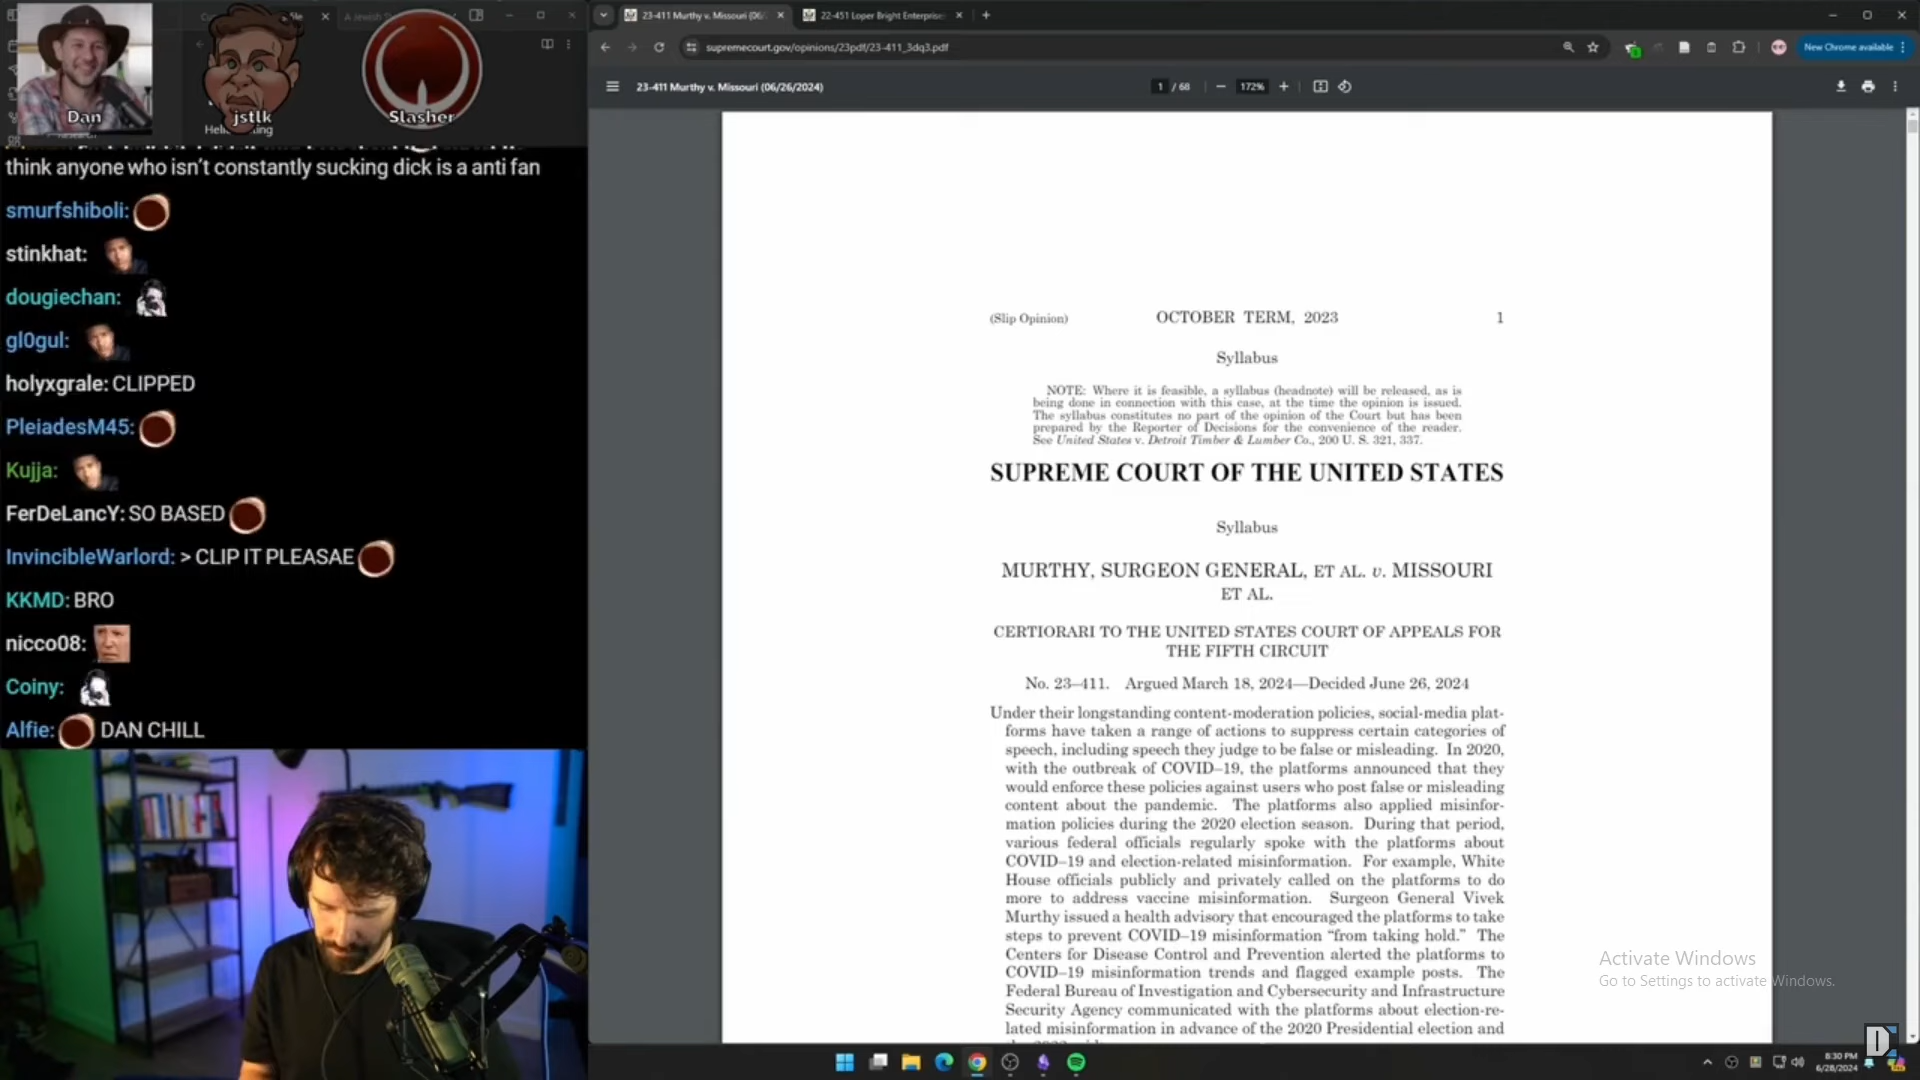 23-411 Murthy v. Missouri (06/
22-451 Loper Bright Enterprise
supremecourt.gov/opinions/23pdf/23-411_3dq3.pdf
New Chrome available
23-411 Murthy v. Missouri (06/26/2024)
1 / 68
172%
Dan
jstlk
Slasher
think anyone who isn't constantly sucking dick is a anti fan
smurfshiboli:
stinkhat:
dougiechan:
gl0gul:
holyxgrale: CLIPPED
PleiadesM45:
Kujja:
FerDeLancY: SO BASED
InvincibleWarlord: > CLIP IT PLEASAE
KKMD: BRO
nicco08:
Coiny:
Alfie: DAN CHILL
(Slip Opinion) OCTOBER TERM, 2023 1
Syllabus
NOTE: Where it is feasible, a syllabus (headnote) will be released, as is
being done in connection with this case, at the time the opinion is issued.
The syllabus constitutes no part of the opinion of the Court but has been
prepared by the Reporter of Decisions for the convenience of the reader.
See United States v. Detroit Timber & Lumber Co., 200 U. S. 321, 337.
SUPREME COURT OF THE UNITED STATES
Syllabus
MURTHY, SURGEON GENERAL, ET AL. v. MISSOURI
ET AL.
CERTIORARI TO THE UNITED STATES COURT OF APPEALS FOR
THE FIFTH CIRCUIT
No. 23–411. Argued March 18, 2024—Decided June 26, 2024
Under their longstanding content-moderation policies, social-media plat-
forms have taken a range of actions to suppress certain categories of
speech, including speech they judge to be false or misleading. In 2020,
with the outbreak of COVID–19, the platforms announced that they
would enforce these policies against users who post false or misleading
content about the pandemic. The platforms also applied misinfor-
mation policies during the 2020 election season. During that period,
various federal officials regularly spoke with the platforms about
COVID–19 and election-related misinformation. For example, White
House officials publicly and privately called on the platforms to do
more to address vaccine misinformation. Surgeon General Vivek
Murthy issued a health advisory that encouraged the platforms to take
steps to prevent COVID–19 misinformation “from taking hold.” The
Centers for Disease Control and Prevention alerted the platforms to
COVID–19 misinformation trends and flagged example posts. The
Federal Bureau of Investigation and Cybersecurity and Infrastructure
Security Agency communicated with the platforms about election-re-
lated misinformation in advance of the 2020 Presidential election and
Activate Windows
Go to Settings to activate Windows.
8:30 PM
6/28/2024